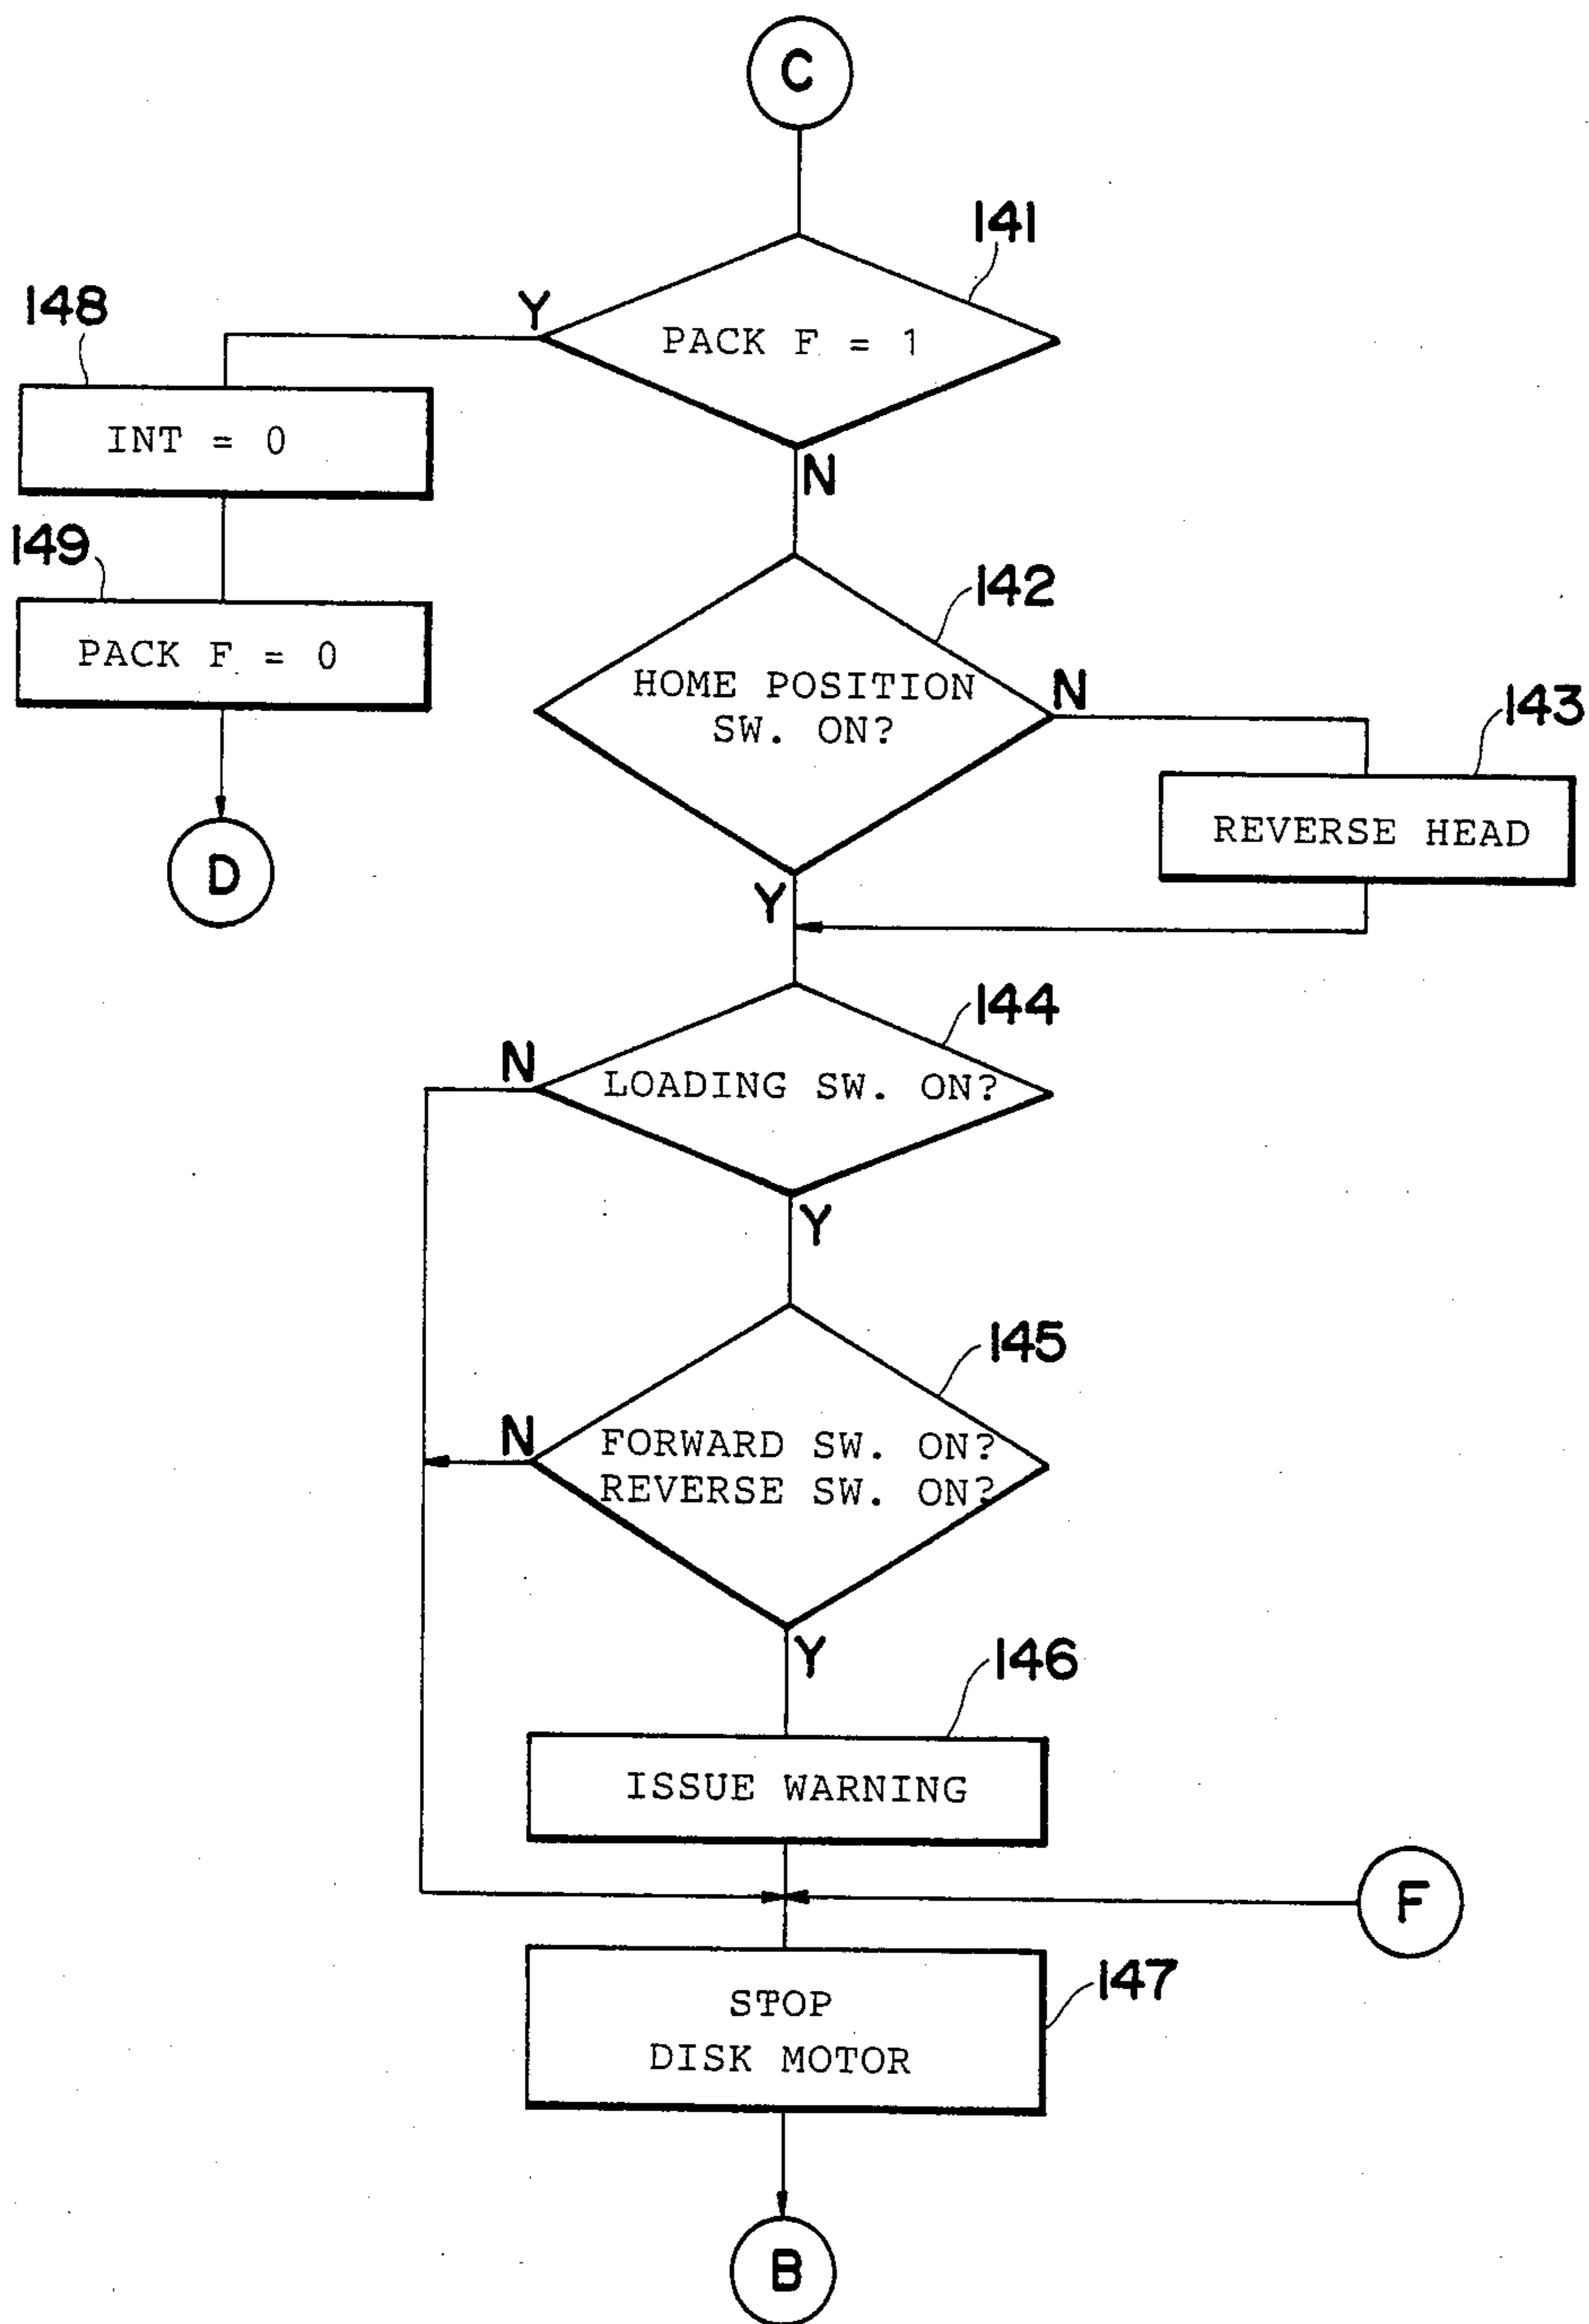 C
141
Y
PACK F = 1
148
INT = 0
N
149
PACK F = 0
142
HOME POSITION
SW. ON?
N
143
REVERSE HEAD
D
Y
144
N
LOADING SW. ON?
Y
145
N
FORWARD SW. ON?
REVERSE SW. ON?
Y
146
ISSUE WARNING
F
147
STOP
DISK MOTOR
B